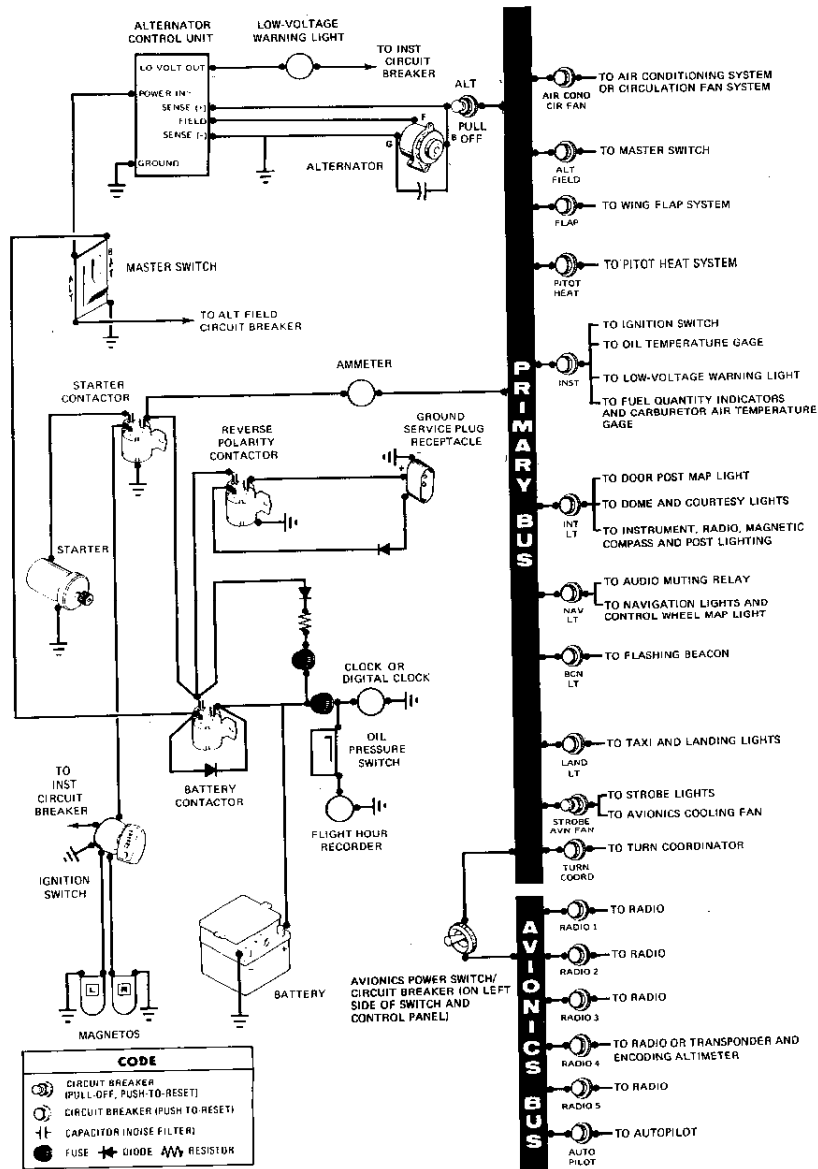 ALTERNATOR
CONTROL UNIT
LOW-VOLTAGE
WARNING LIGHT
LO VOLT OUT
POWER IN
SENSE (+)
FIELD
SENSE (-)
GROUND
TO INST
CIRCUIT
BREAKER
ALT
PULL
OFF
F
G
B
ALTERNATOR
BAT
ALT
MASTER SWITCH
TO ALT FIELD
CIRCUIT BREAKER
AMMETER
STARTER
CONTACTOR
REVERSE
POLARITY
CONTACTOR
GROUND
SERVICE PLUG
RECEPTACLE
+
-
STARTER
CLOCK OR
DIGITAL CLOCK
OIL
PRESSURE
SWITCH
BATTERY
CONTACTOR
FLIGHT HOUR
RECORDER
TO
INST
CIRCUIT
BREAKER
IGNITION
SWITCH
L
R
MAGNETOS
-
+
BATTERY
AVIONICS POWER SWITCH/
CIRCUIT BREAKER (ON LEFT
SIDE OF SWITCH AND
CONTROL PANEL)
PRIMARY BUS
AIR COND
CIR FAN
TO AIR CONDITIONING SYSTEM
OR CIRCULATION FAN SYSTEM
ALT
FIELD
TO MASTER SWITCH
FLAP
TO WING FLAP SYSTEM
PITOT
HEAT
TO PITOT HEAT SYSTEM
INST
TO IGNITION SWITCH
TO OIL TEMPERATURE GAGE
TO LOW-VOLTAGE WARNING LIGHT
TO FUEL QUANTITY INDICATORS
AND CARBURETOR AIR TEMPERATURE
GAGE
INT
LT
TO DOOR POST MAP LIGHT
TO DOME AND COURTESY LIGHTS
TO INSTRUMENT, RADIO, MAGNETIC
COMPASS AND POST LIGHTING
NAV
LT
TO AUDIO MUTING RELAY
TO NAVIGATION LIGHTS AND
CONTROL WHEEL MAP LIGHT
BCN
LT
TO FLASHING BEACON
LAND
LT
TO TAXI AND LANDING LIGHTS
STROBE
AVN FAN
TO STROBE LIGHTS
TO AVIONICS COOLING FAN
TURN
COORD
TO TURN COORDINATOR
AVIONICS BUS
RADIO 1
TO RADIO
RADIO 2
TO RADIO
RADIO 3
TO RADIO
RADIO 4
TO RADIO OR TRANSPONDER AND
ENCODING ALTIMETER
RADIO 5
TO RADIO
AUTO
PILOT
TO AUTOPILOT
CODE
CIRCUIT BREAKER
(PULL-OFF, PUSH-TO-RESET)
CIRCUIT BREAKER (PUSH TO-RESET)
CAPACITOR (NOISE FILTER)
FUSE DIODE RESISTOR